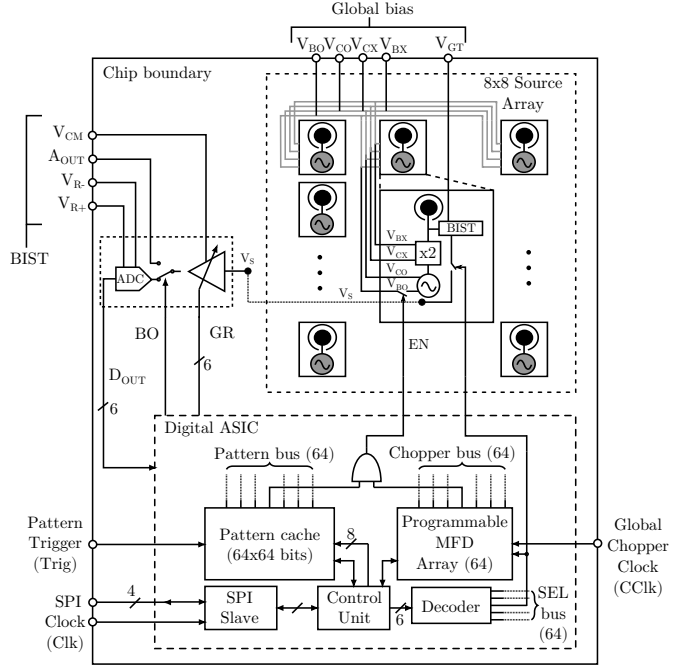 Global bias
V_BO V_CO V_CX V_BX V_GT
Chip boundary
8x8 Source
Array
V_CM
A_OUT
V_R-
V_R+
BIST
ADC
V_S
BO
GR
6
D_OUT
6
V_BX
V_CX
V_CO
V_BO
V_S
BIST
x2
EN
Digital ASIC
Pattern bus (64)
Chopper bus (64)
Pattern cache
(64x64 bits)
Programmable
MFD
Array (64)
8
Pattern
Trigger
(Trig)
Global
Chopper
Clock
(CClk)
SPI
Clock
(Clk)
4
SPI
Slave
Control
Unit
6
Decoder
SEL
bus
(64)